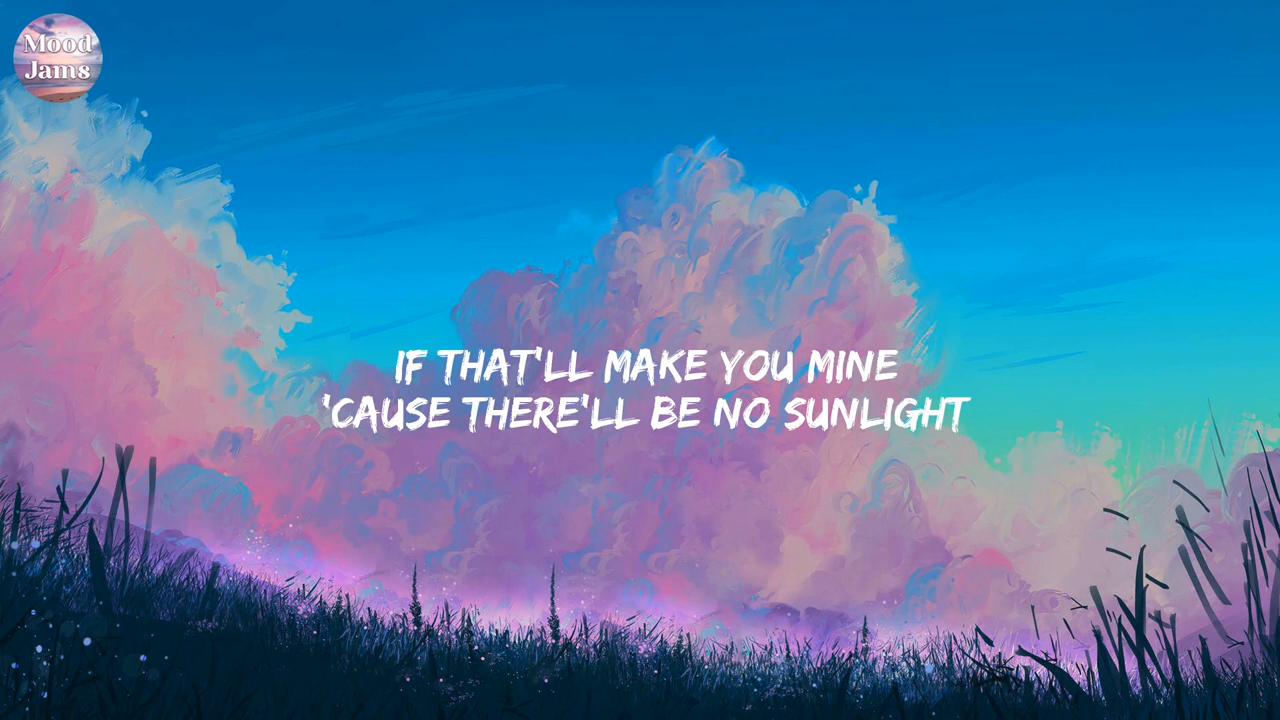 Mood
Jams
IF THAT'LL MAKE YOU MINE
'CAUSE THERE'LL BE NO SUNLIGHT